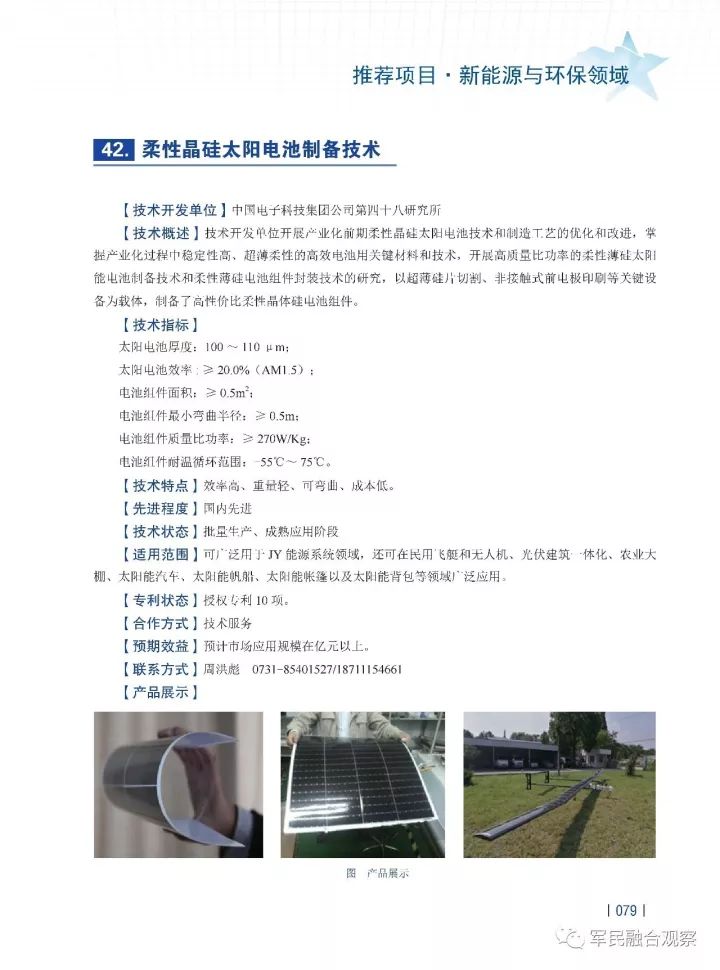 推荐项目·新能源与环保领域
42. 柔性晶硅太阳电池制备技术
【技术开发单位】中国电子科技集团公司第四十八研究所
【技术概述】技术开发单位开展产业化前期柔性晶硅太阳电池技术和制造工艺的优化和改进，掌
握产业化过程中稳定性高、超薄柔性的高效电池用关键材料和技术，开展高质量比功率的柔性薄硅太阳
能电池制备技术和柔性薄硅电池组件封装技术的研究，以超薄硅片切割、非接触式前电极印刷等关键设
备为载体，制备了高性价比柔性晶体硅电池组件。
【技术指标】
太阳电池厚度：100～110 μm；
太阳电池效率：≥20.0%（AM1.5）；
电池组件面积：≥0.5m²；
电池组件最小弯曲半径：≥0.5m；
电池组件质量比功率：≥270W/Kg；
电池组件耐温循环范围：-55℃～75℃。
【技术特点】效率高、重量轻、可弯曲、成本低。
【先进程度】国内先进
【技术状态】批量生产、成熟应用阶段
【适用范围】可广泛用于JY能源系统领域，还可在民用飞艇和无人机、光伏建筑一体化、农业大
棚、太阳能汽车、太阳能帆船、太阳能帐篷以及太阳能背包等领域广泛应用。
【专利状态】授权专利10项。
【合作方式】技术服务
【预期效益】预计市场应用规模在亿元以上。
【联系方式】周洪彪 0731-85401527/18711154661
【产品展示】
图 产品展示
|079|
军民融合观察